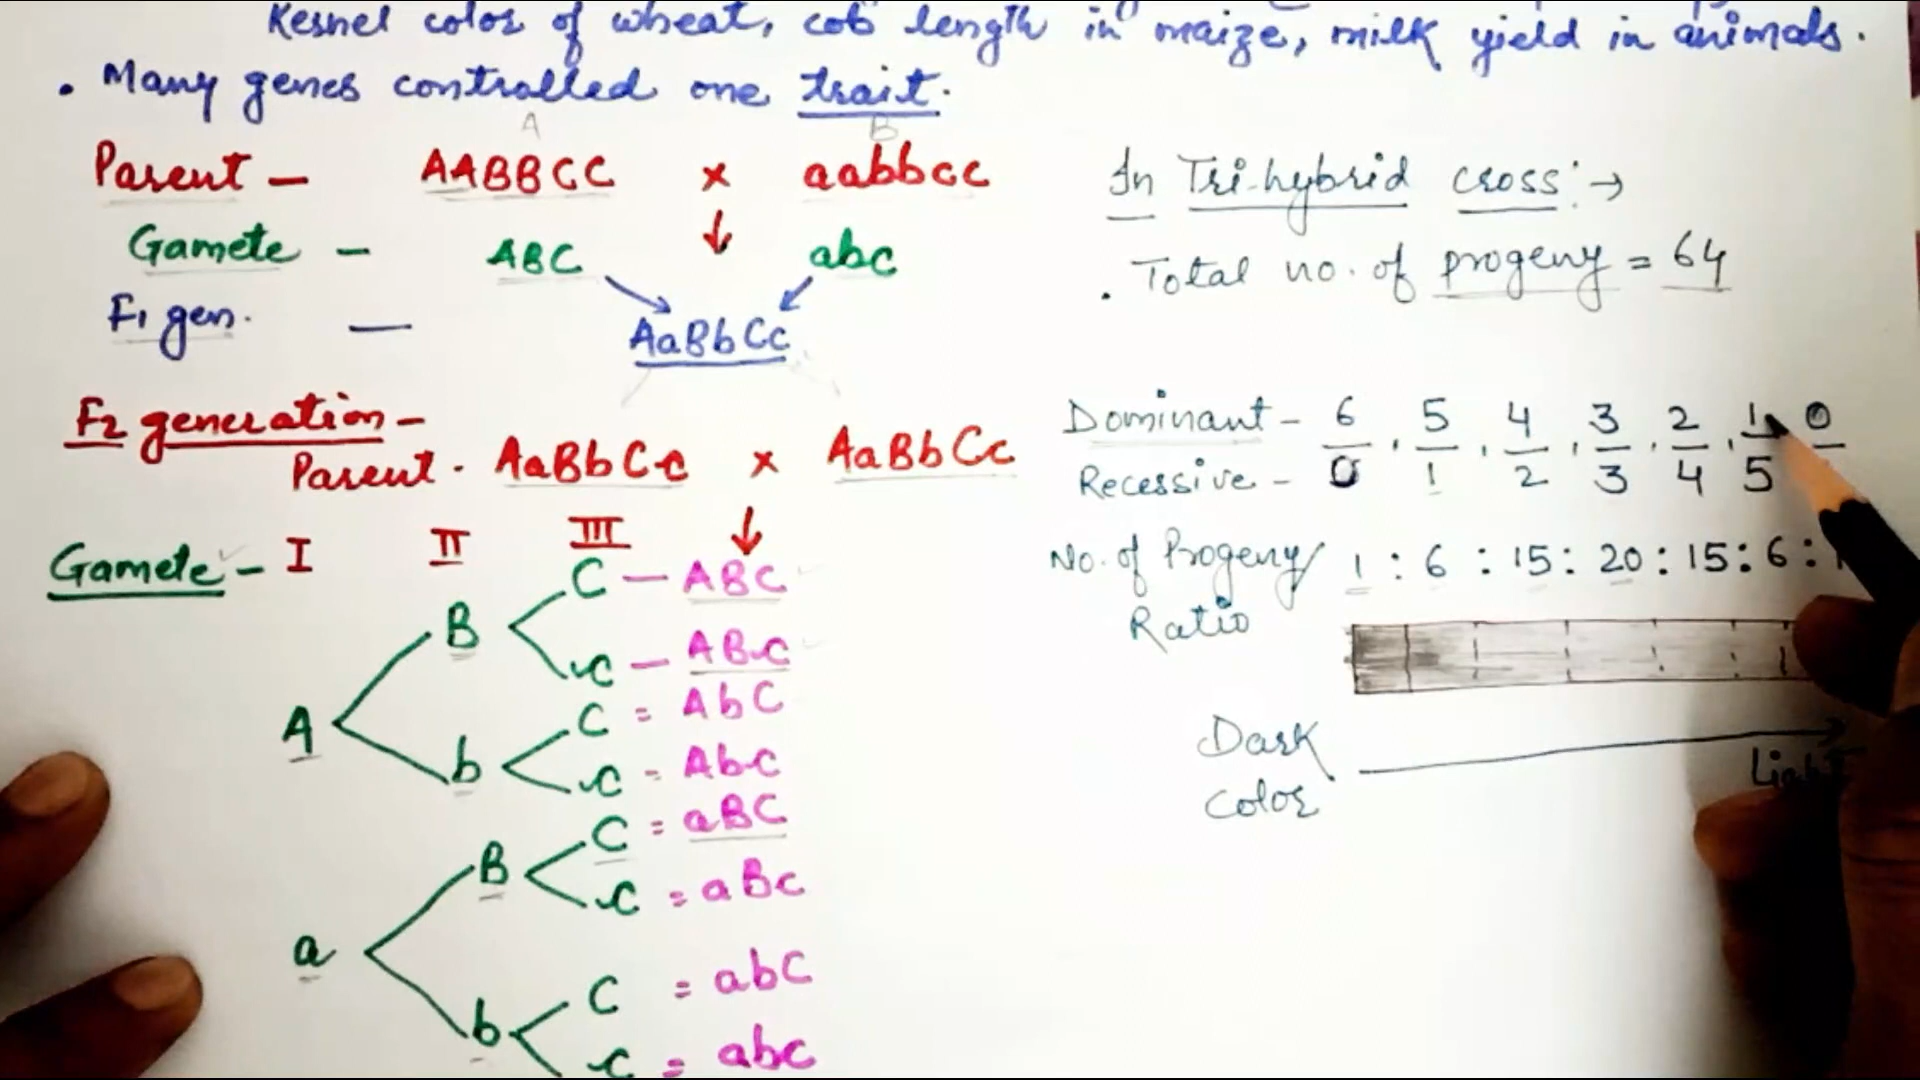 Kernel color of wheat, cob length in maize, milk yield in animals.
• Many genes controlled one trait.
A B
Parent - AABBCC x aabbcc
Gamete - ABC abc
F1 gen. — AaBbCc
F2 generation -
Parent. AaBbCc x AaBbCc
Gamete - I II III
C - ABC
B
c - ABc
A
C = AbC
b
c - Abc
C = aBC
B
c = aBc
a
C = abC
b
c = abc
In Tri-hybrid cross: →
. Total no. of progeny = 64
Dominant - 6 , 5 , 4 , 3 , 2 , 1 0
Recessive - 0 1 2 3 4 5
No. of Progeny / 1 : 6 : 15 : 20 : 15 : 6 : 1
Ratio
Dark
color
Light